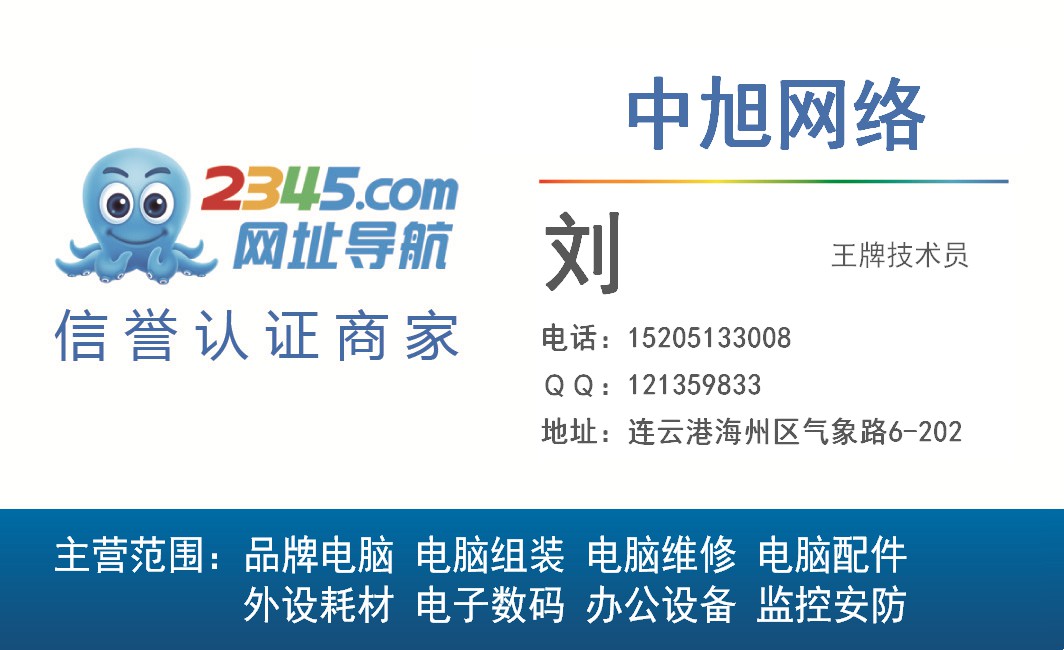 2345.com
网址导航
信誉认证商家
中旭网络
刘
王牌技术员
电话：15205133008
QQ：121359833
地址：连云港海州区气象路6-202
主营范围：品牌电脑 电脑组装 电脑维修 电脑配件
外设耗材 电子数码 办公设备 监控安防